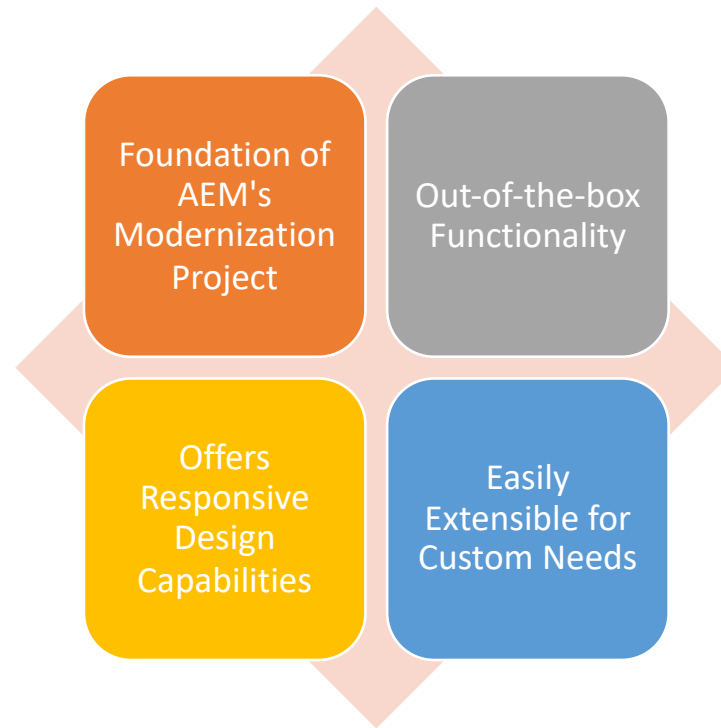 Foundation of
AEM's
Modernization
Project
Out-of-the-box
Functionality
Offers
Responsive
Design
Capabilities
Easily
Extensible for
Custom Needs